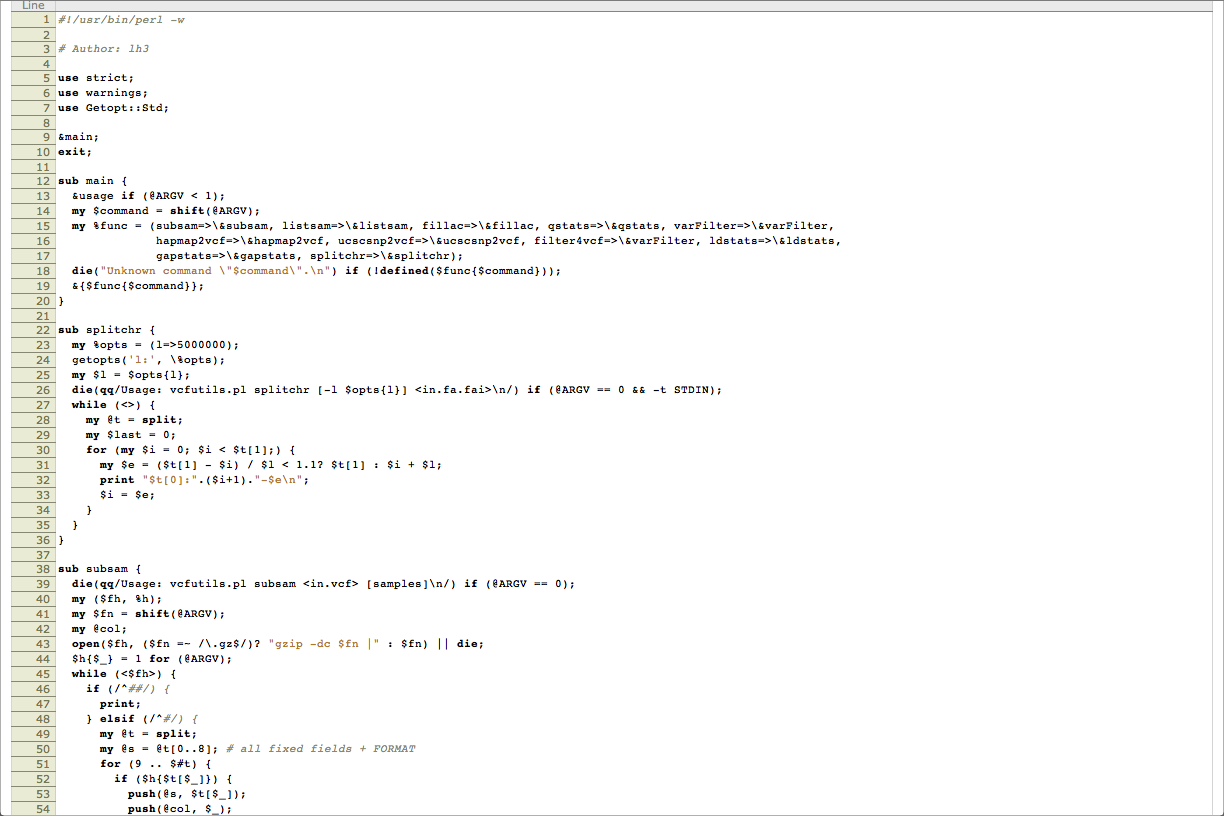 Line
1 #!/usr/bin/perl -w
2
3 # Author: lh3
4
5 use strict;
6 use warnings;
7 use Getopt::Std;
8
9 &main;
10 exit;
11
12 sub main {
13   &usage if (@ARGV < 1);
14   my $command = shift(@ARGV);
15   my %func = (subsam=>\&subsam, listsam=>\&listsam, fillac=>\&fillac, qstats=>\&qstats, varFilter=>\&varFilter,
16               hapmap2vcf=>\&hapmap2vcf, ucscsnp2vcf=>\&ucscsnp2vcf, filter4vcf=>\&varFilter, ldstats=>\&ldstats,
17               gapstats=>\&gapstats, splitchr=>\&splitchr);
18   die("Unknown command \"$command\".\n") if (!defined($func{$command}));
19   &{$func{$command}};
20 }
21
22 sub splitchr {
23   my %opts = (l=>5000000);
24   getopts('l:', \%opts);
25   my $l = $opts{l};
26   die(qq/Usage: vcfutils.pl splitchr [-l $opts{l}] <in.fa.fai>\n/) if (@ARGV == 0 && -t STDIN);
27   while (<>) {
28     my @t = split;
29     my $last = 0;
30     for (my $i = 0; $i < $t[1];) {
31       my $e = ($t[1] - $i) / $l < 1.1? $t[1] : $i + $l;
32       print "$t[0]:".($i+1)."-$e\n";
33       $i = $e;
34     }
35   }
36 }
37
38 sub subsam {
39   die(qq/Usage: vcfutils.pl subsam <in.vcf> [samples]\n/) if (@ARGV == 0);
40   my ($fh, %h);
41   my $fn = shift(@ARGV);
42   my @col;
43   open($fh, ($fn =~ /\.gz$/)? "gzip -dc $fn |" : $fn) || die;
44   $h{$_} = 1 for (@ARGV);
45   while (<$fh>) {
46     if (/^##/) {
47       print;
48     } elsif (/^#/) {
49       my @t = split;
50       my @s = @t[0..8]; # all fixed fields + FORMAT
51       for (9 .. $#t) {
52         if ($h{$t[$_]}) {
53           push(@s, $t[$_]);
54           push(@col, $_);